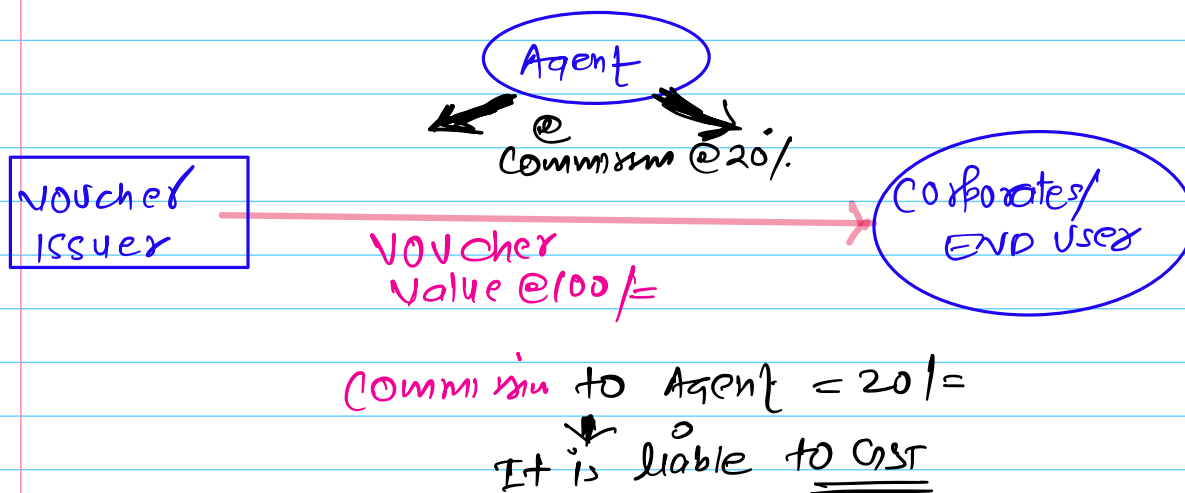 Agent
@
Commission @ 20%.
Voucher
Issuer
Voucher
Value @ 100/=
Corporates/
END User
Commission to Agent = 20/=
It is liable to GST